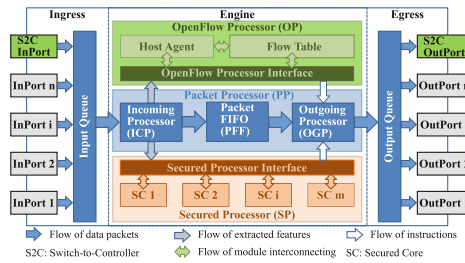 Ingress
Engine
Egress
OpenFlow Processor (OP)
S2C
InPort
Host Agent
Flow Table
S2C
OutPort
OpenFlow Processor Interface
InPort n
InPort i
InPort 2
InPort 1
Input Queue
Packet Processor (PP)
Incoming
Processor
(ICP)
Packet
FIFO
(PFF)
Outgoing
Processor
(OGP)
Output Queue
OutPort
OutPort i
OutPort 2
OutPort 1
Secured Processor Interface
SC 1
SC 2
SC i
SC m
Secured Processor (SP)
Flow of data packets
Flow of extracted features
Flow of instructions
S2C: Switch-to-Controller
Flow of module interconnecting
SC: Secured Core